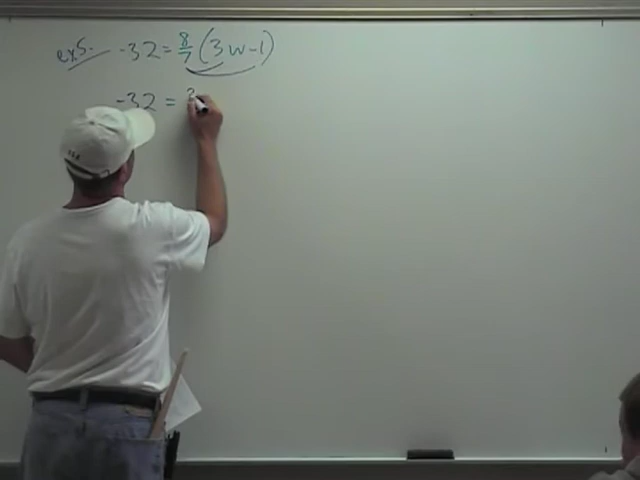 ex5. -32 = 8/7 (3w-1)
-32 =